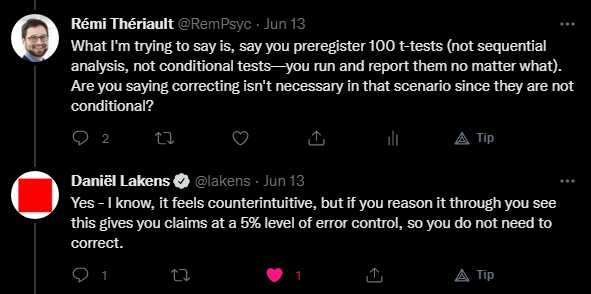 Rémi Thériault @RemPsyc · Jun 13
What I'm trying to say is, say you preregister 100 t-tests (not sequential
analysis, not conditional tests—you run and report them no matter what).
Are you saying correcting isn't necessary in that scenario since they are not
conditional?
2 Tip
Daniël Lakens @lakens · Jun 13
Yes - I know, it feels counterintuitive, but if you reason it through you see
this gives you claims at a 5% level of error control, so you do not need to
correct.
1 1 Tip